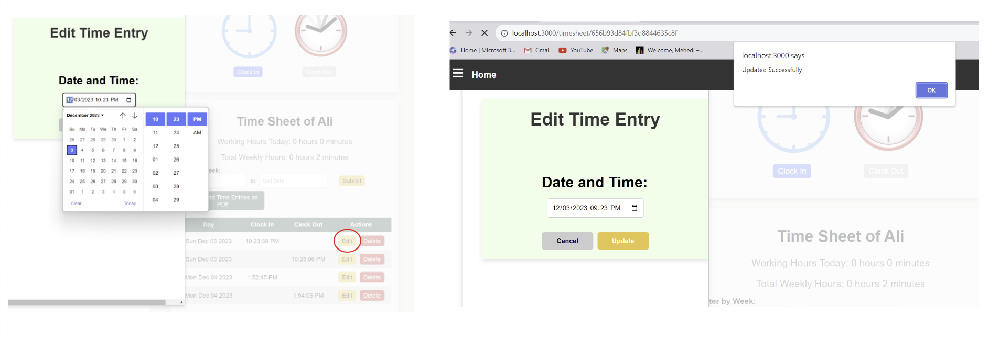 Edit Time Entry
Date and Time:
12/03/2023 10:23 PM
December 2023
Su Mo Tu We Th Fr Sa
26 27 28 29 30 1 2
3 4 5 6 7 8 9
10 11 12 13 14 15 16
17 18 19 20 21 22 23
24 25 26 27 28 29 30
31 1 2 3 4 5 6
Clear Today
10 23 PM
11 24 AM
12 25
01 26
02 27
03 28
04 29
Clock In Clock Out
Time Sheet of Ali
Working Hours Today: 0 hours 0 minutes
Total Weekly Hours: 0 hours 2 minutes
eek:
to End Date Submit
ad Time Entries as
PDF
Day Clock In Clock Out Actions
Sun Dec 03 2023 10:23:38 PM Edit Delete
Sun Dec 03 2023 10:25:06 PM Edit Delete
Mon Dec 04 2023 1:52:45 PM Edit Delete
Mon Dec 04 2023 1:54:06 PM Edit Delete
localhost:3000/timesheet/656b93d84fbf3d8844635c8f
Home | Microsoft 3... Gmail YouTube Maps Welcome, Mehedi –...
localhost:3000 says
Updated Successfully
OK
Home
Edit Time Entry
Date and Time:
12/03/2023 09:23 PM
Cancel Update
Clock In Clock Out
Time Sheet of Ali
Working Hours Today: 0 hours 0 minutes
Total Weekly Hours: 0 hours 2 minutes
ter by Week: